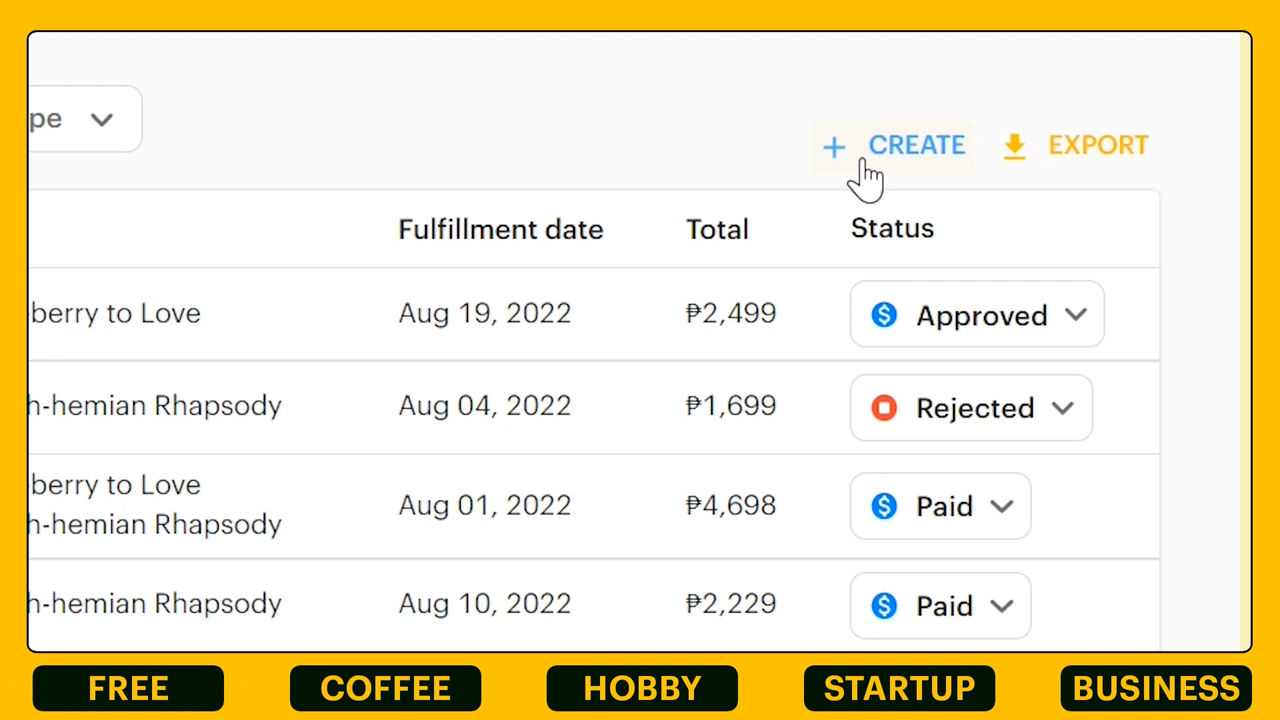 pe
CREATE
EXPORT
Fulfillment date Total Status
berry to Love Aug 19, 2022 ₱2,499 Approved
h-hemian Rhapsody Aug 04, 2022 ₱1,699 Rejected
berry to Love
h-hemian Rhapsody Aug 01, 2022 ₱4,698 Paid
h-hemian Rhapsody Aug 10, 2022 ₱2,229 Paid
FREE COFFEE HOBBY STARTUP BUSINESS